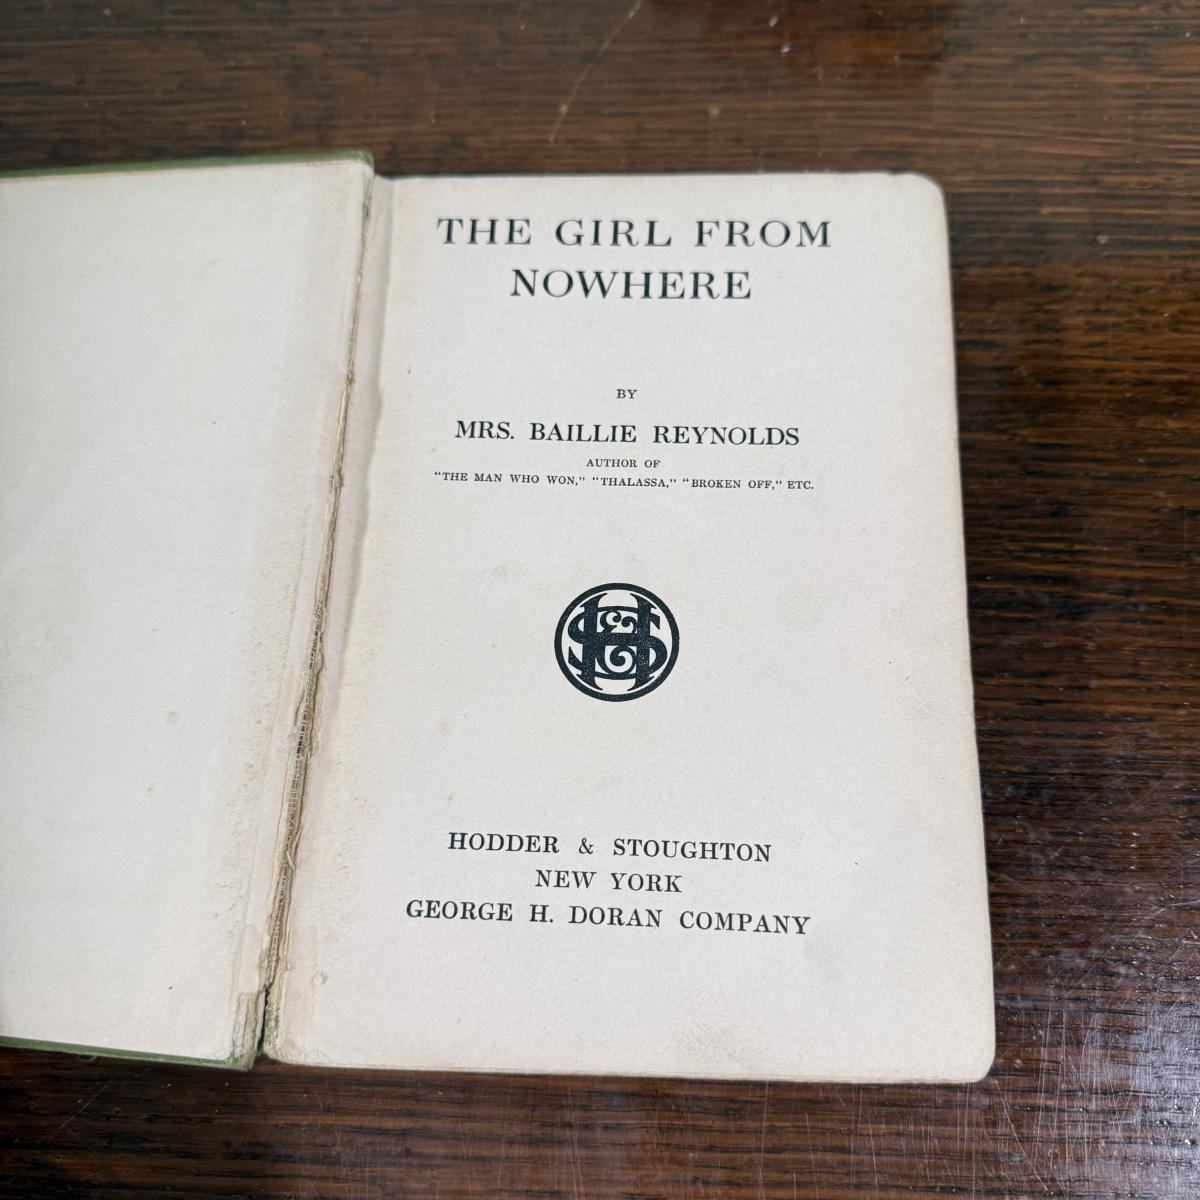 THE GIRL FROM
NOWHERE
BY
MRS. BAILLIE REYNOLDS
AUTHOR OF
"THE MAN WHO WON," "THALASSA," "BROKEN OFF," ETC.
H&S
HODDER & STOUGHTON
NEW YORK
GEORGE H. DORAN COMPANY